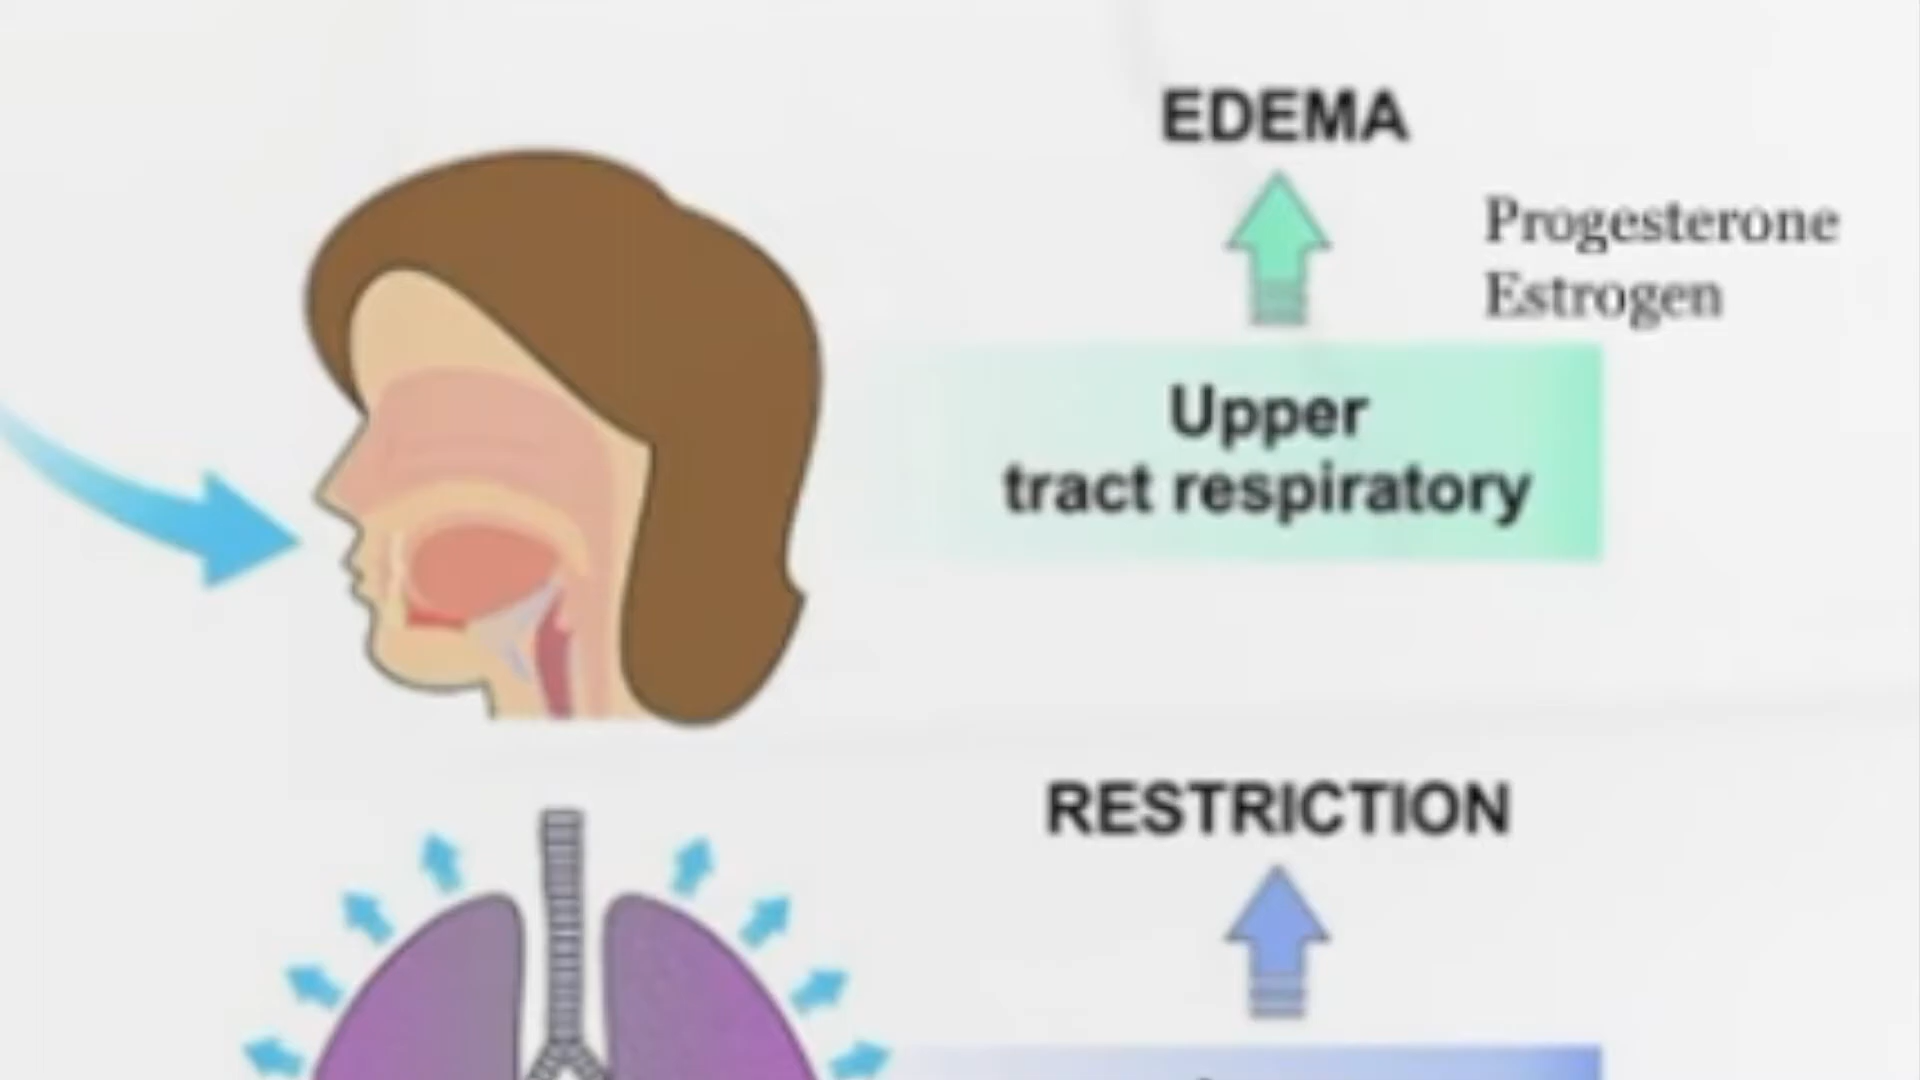 EDEMA
Progesterone
Estrogen
Upper
tract respiratory
RESTRICTION